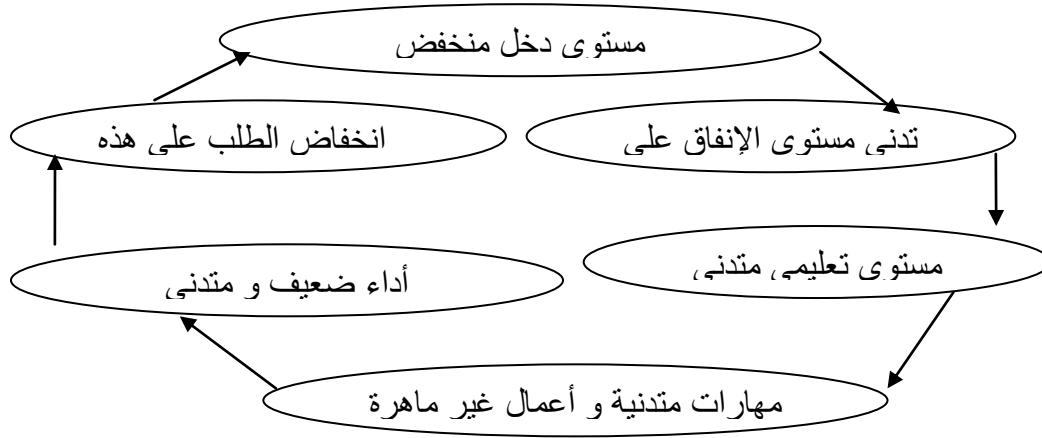 مستوى دخل منخفض
تدني مستوى الإنفاق على
انخفاض الطلب على هذه
مستوى تعليمي متدني
أداء ضعيف و متدني
مهارات متدنية و أعمال غير ماهرة